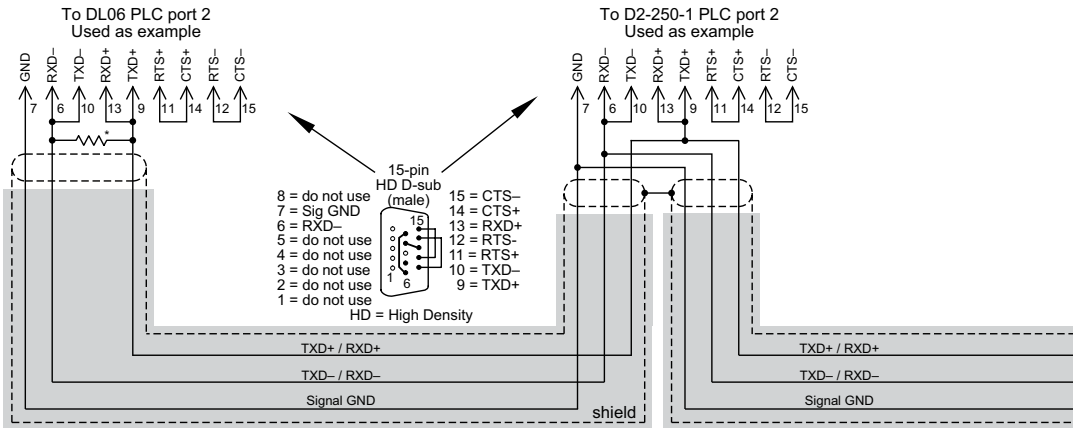 To DL06 PLC port 2
Used as example
GND
RXD–
TXD–
RXD+
TXD+
RTS+
CTS+
RTS–
CTS–
7
6
10
13
9
11
14
12
15
*
To D2-250-1 PLC port 2
Used as example
GND
RXD–
TXD–
RXD+
TXD+
RTS+
CTS+
RTS–
CTS–
7
6
10
13
9
11
14
12
15
15-pin
HD D-sub
(male)
8 = do not use
7 = Sig GND
6 = RXD–
5 = do not use
4 = do not use
3 = do not use
2 = do not use
1 = do not use
15
1
6
15 = CTS–
14 = CTS+
13 = RXD+
12 = RTS-
11 = RTS+
10 = TXD–
9 = TXD+
HD = High Density
TXD+ / RXD+
TXD– / RXD–
Signal GND
shield
TXD+ / RXD+
TXD– / RXD–
Signal GND